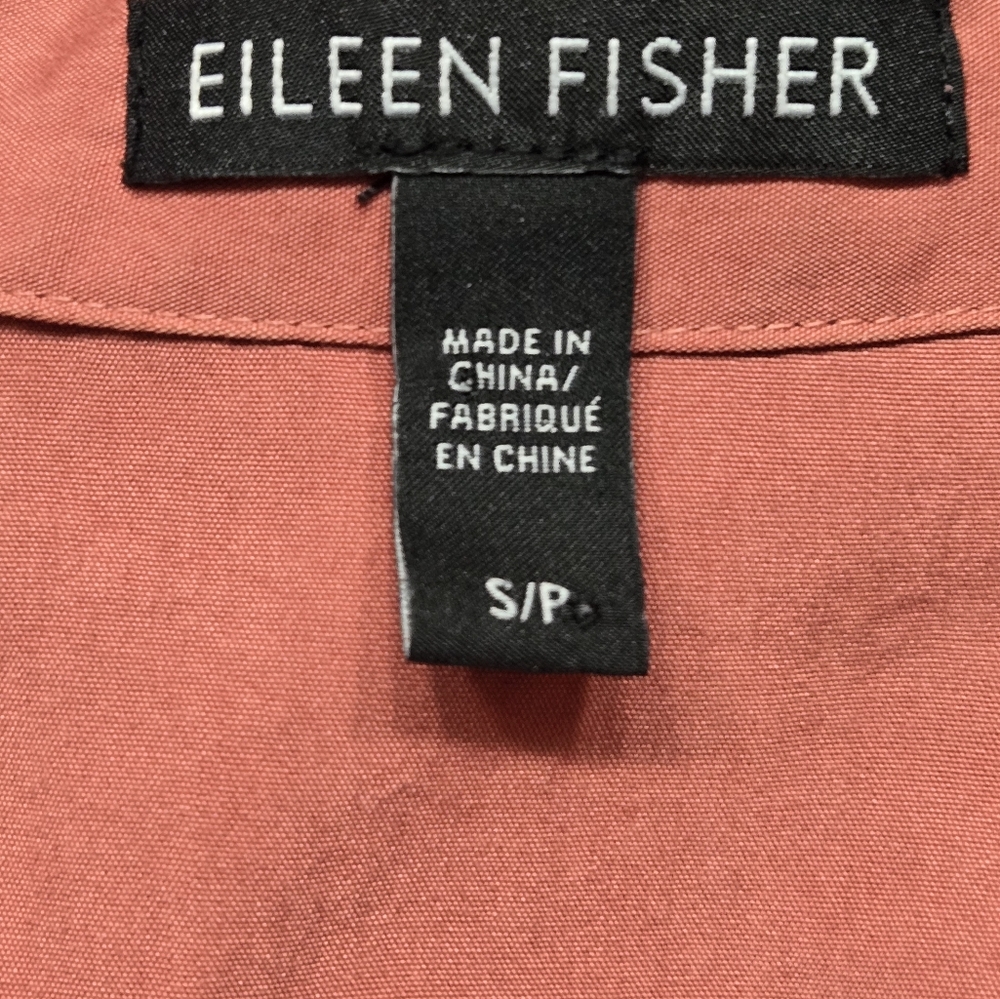 EILEEN FISHER
MADE IN
CHINA/
FABRIQUÉ
EN CHINE
S/P